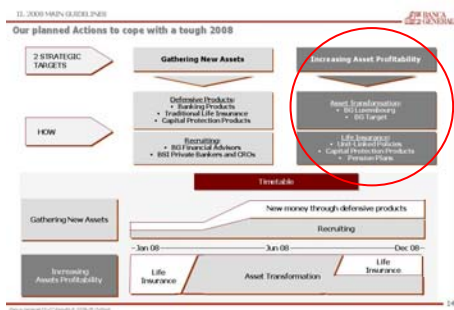 II. 2008 MAIN GUIDELINES
BANCA
GENERALI
Our planned Actions to cope with a tough 2008
2 STRATEGIC
TARGETS
Gathering New Assets
Increasing Asset Profitability
HOW
Defensive Products:
• Banking Products
• Traditional Life Insurance
• Capital Protection Products
Asset Transformation:
• BG Luxembourg
• BG Target
Recruiting:
• BG Financial Advisors
• BSI Private Bankers and CROs
Life Insurance:
• Unit-Linked Policies
• Capital Protection Products
• Pension Plans
Timetable
Gathering New Assets
New money through defensive products
Recruiting
Jan 08
Jun 08
Dec 08
Increasing
Assets Profitability
Life
Insurance
Asset Transformation
Life
Insurance
14